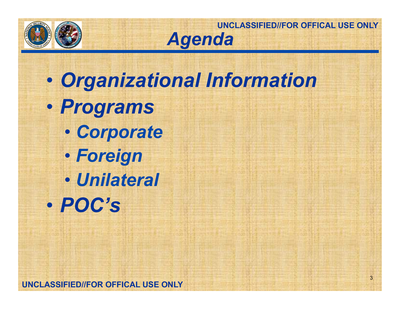 UNCLASSIFIED//FOR OFFICAL USE ONLY
Agenda
• Organizational Information
• Programs
• Corporate
• Foreign
• Unilateral
• POC's
3
UNCLASSIFIED//FOR OFFICAL USE ONLY